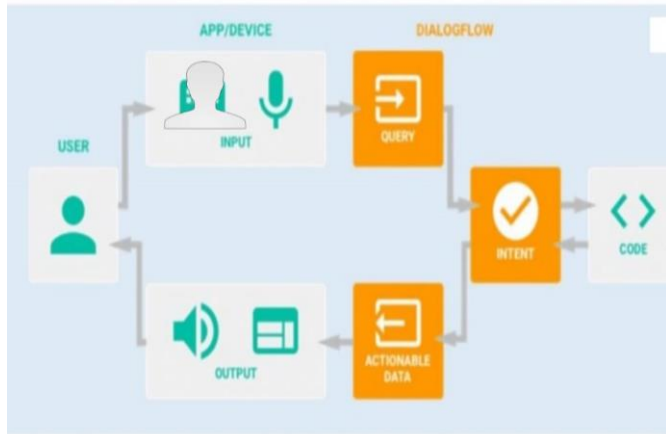 APP/DEVICE
DIALOGFLOW
INPUT
QUERY
USER
INTENT
CODE
OUTPUT
ACTIONABLE
DATA